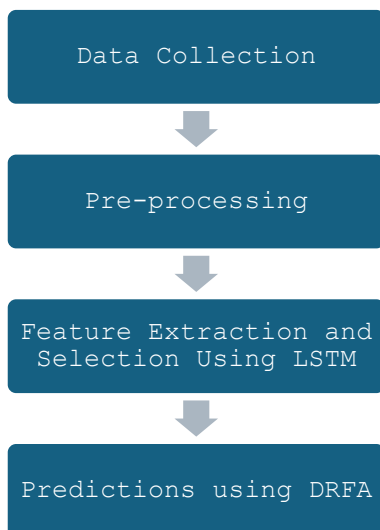 Data Collection
Pre-processing
Feature Extraction and
Selection Using LSTM
Predictions using DRFA